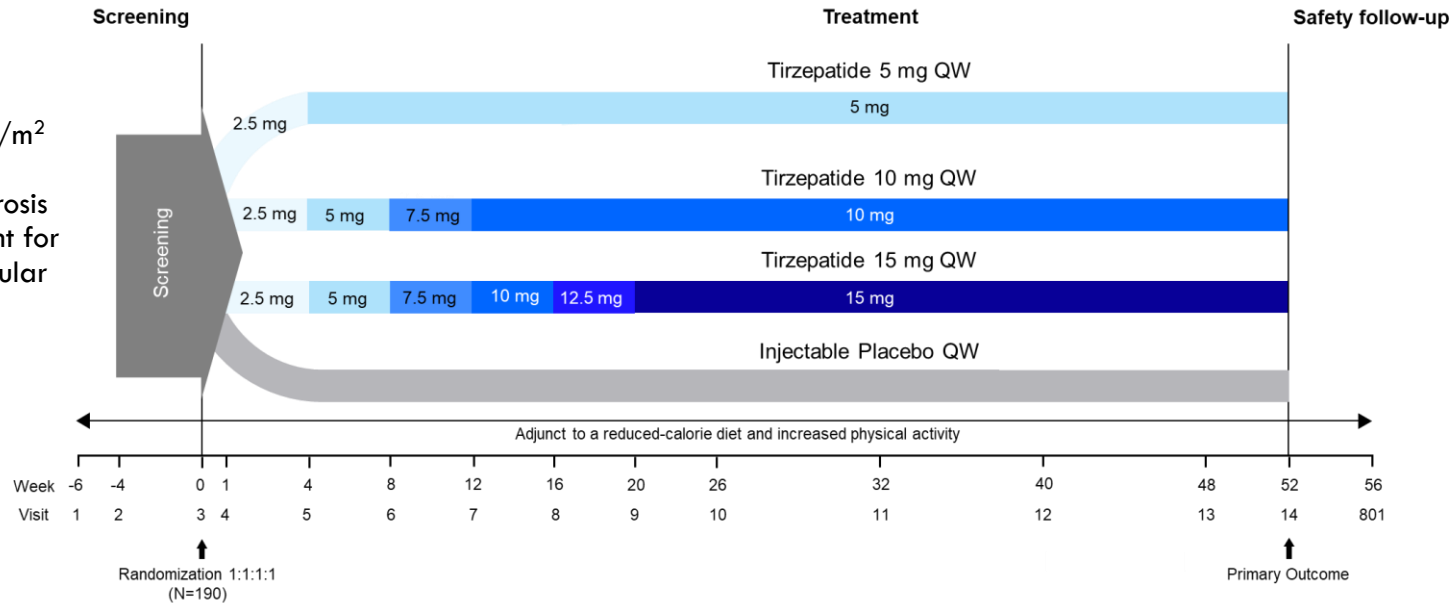 Screening
Treatment
Safety follow-up
/m²
rosis
nt for
ular
Screening
Tirzepatide 5 mg QW
2.5 mg
5 mg
Tirzepatide 10 mg QW
2.5 mg 5 mg 7.5 mg 10 mg
Tirzepatide 15 mg QW
2.5 mg 5 mg 7.5 mg 10 mg 12.5 mg 15 mg
Injectable Placebo QW
Adjunct to a reduced-calorie diet and increased physical activity
Week -6 -4 0 1 4 8 12 16 20 26 32 40 48 52 56
Visit 1 2 3 4 5 6 7 8 9 10 11 12 13 14 801
Randomization 1:1:1:1
(N=190)
Primary Outcome